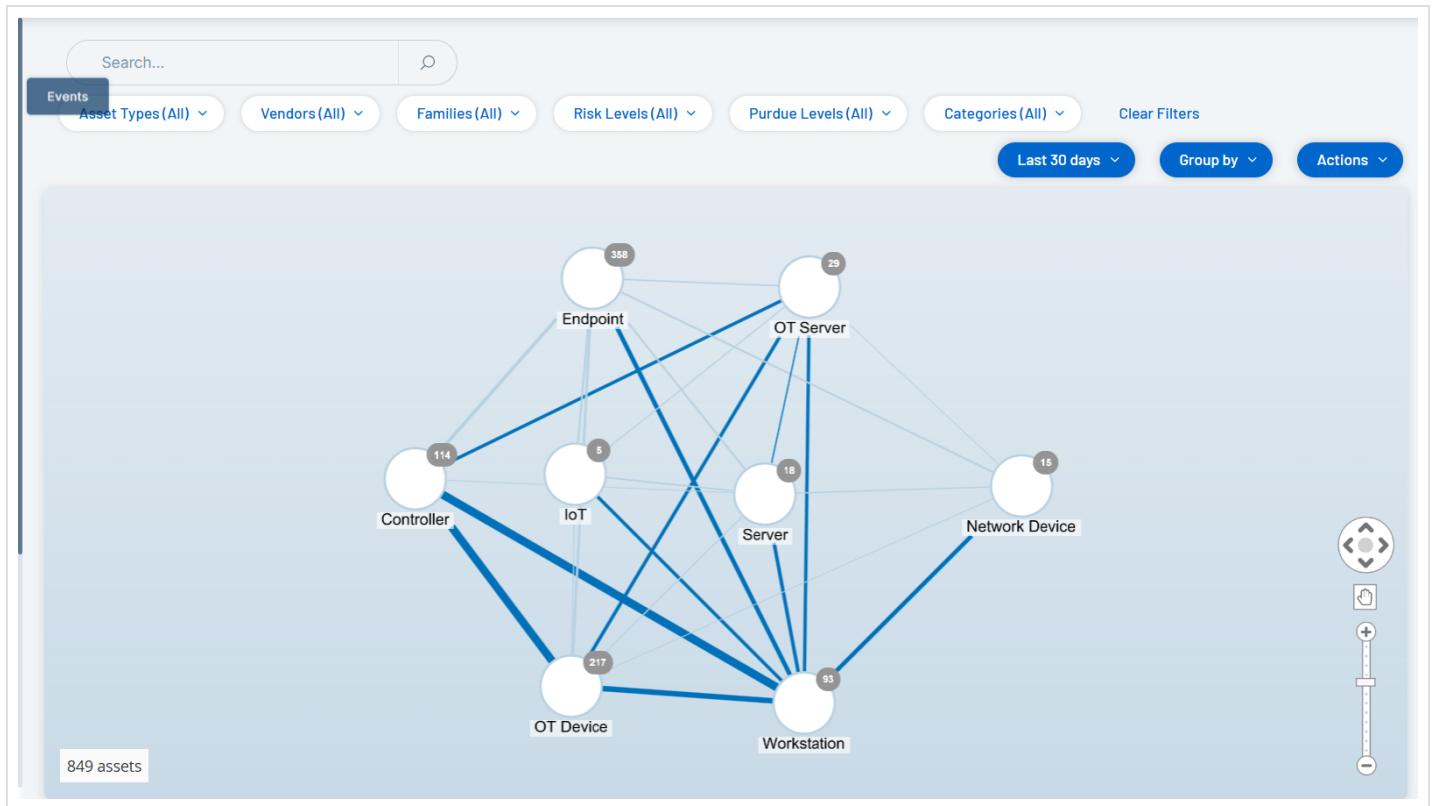 Search...
Events
Asset Types (All)
Vendors (All)
Families (All)
Risk Levels (All)
Purdue Levels (All)
Categories (All)
Clear Filters
Last 30 days
Group by
Actions
358
Endpoint
29
OT Server
114
Controller
5
IoT
18
Server
15
Network Device
217
OT Device
93
Workstation
849 assets